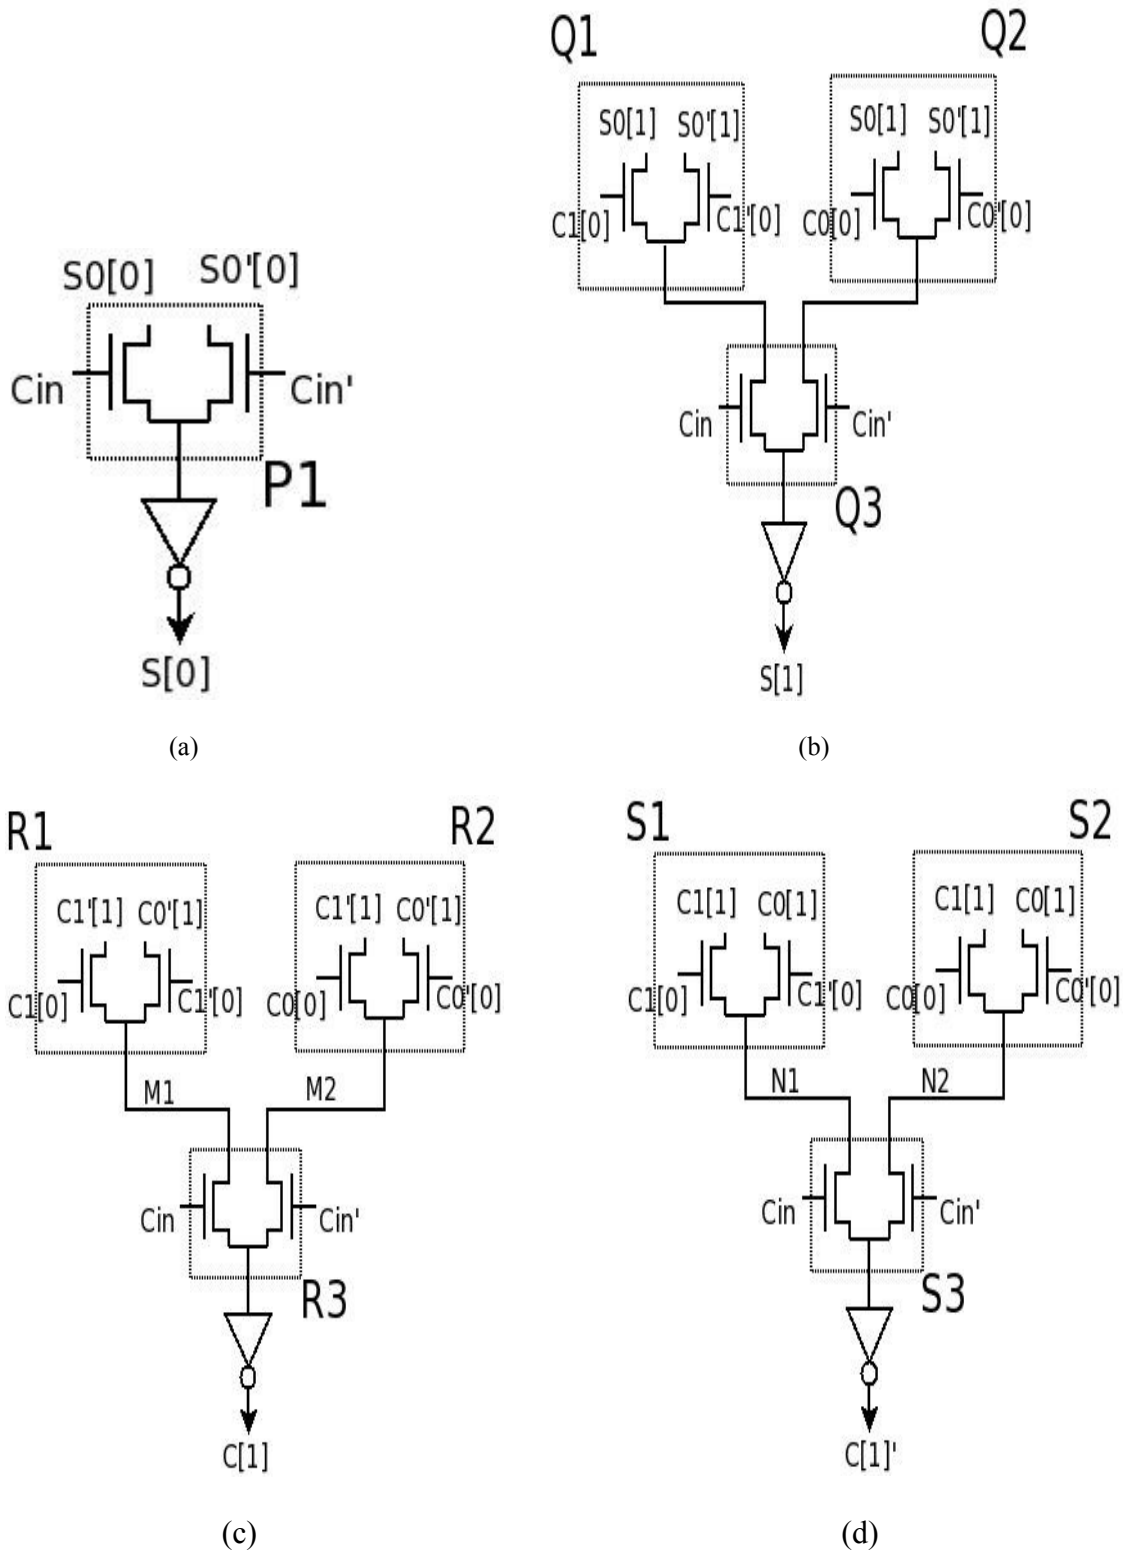 S0[0] S0'[0]
Cin Cin'
P1
S[0]
(a)
Q1 Q2
S0[1] S0'[1] S0[1] S0'[1]
C1[0] C1'[0] C0[0] C0'[0]
Cin Cin'
Q3
S[1]
(b)
R1 R2
C1'[1] C0'[1] C1'[1] C0'[1]
C1[0] C1'[0] C0[0] C0'[0]
M1 M2
Cin Cin'
R3
C[1]
(c)
S1 S2
C1[1] C0[1] C1[1] C0[1]
C1[0] C1'[0] C0[0] C0'[0]
N1 N2
Cin Cin'
S3
C[1]'
(d)